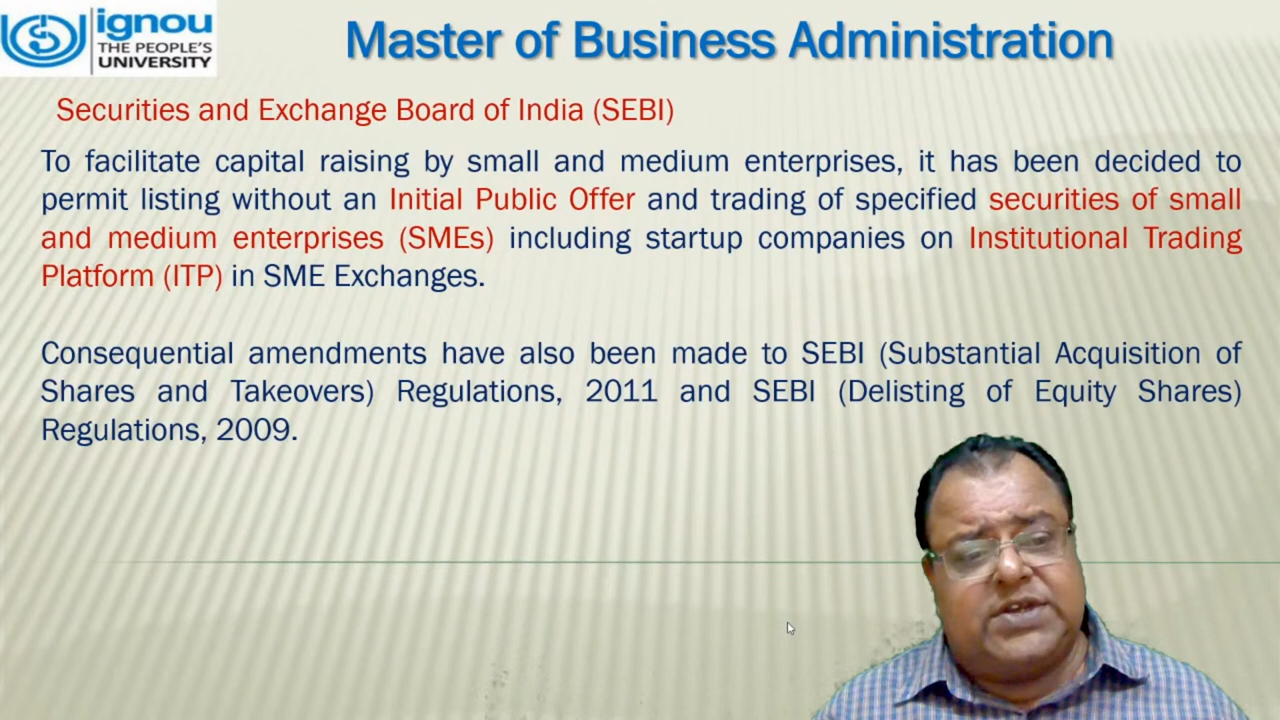 ignou
THE PEOPLE'S
UNIVERSITY
Master of Business Administration
Securities and Exchange Board of India (SEBI)
To facilitate capital raising by small and medium enterprises, it has been decided to
permit listing without an Initial Public Offer and trading of specified securities of small
and medium enterprises (SMEs) including startup companies on Institutional Trading
Platform (ITP) in SME Exchanges.
Consequential amendments have also been made to SEBI (Substantial Acquisition of
Shares and Takeovers) Regulations, 2011 and SEBI (Delisting of Equity Shares)
Regulations, 2009.